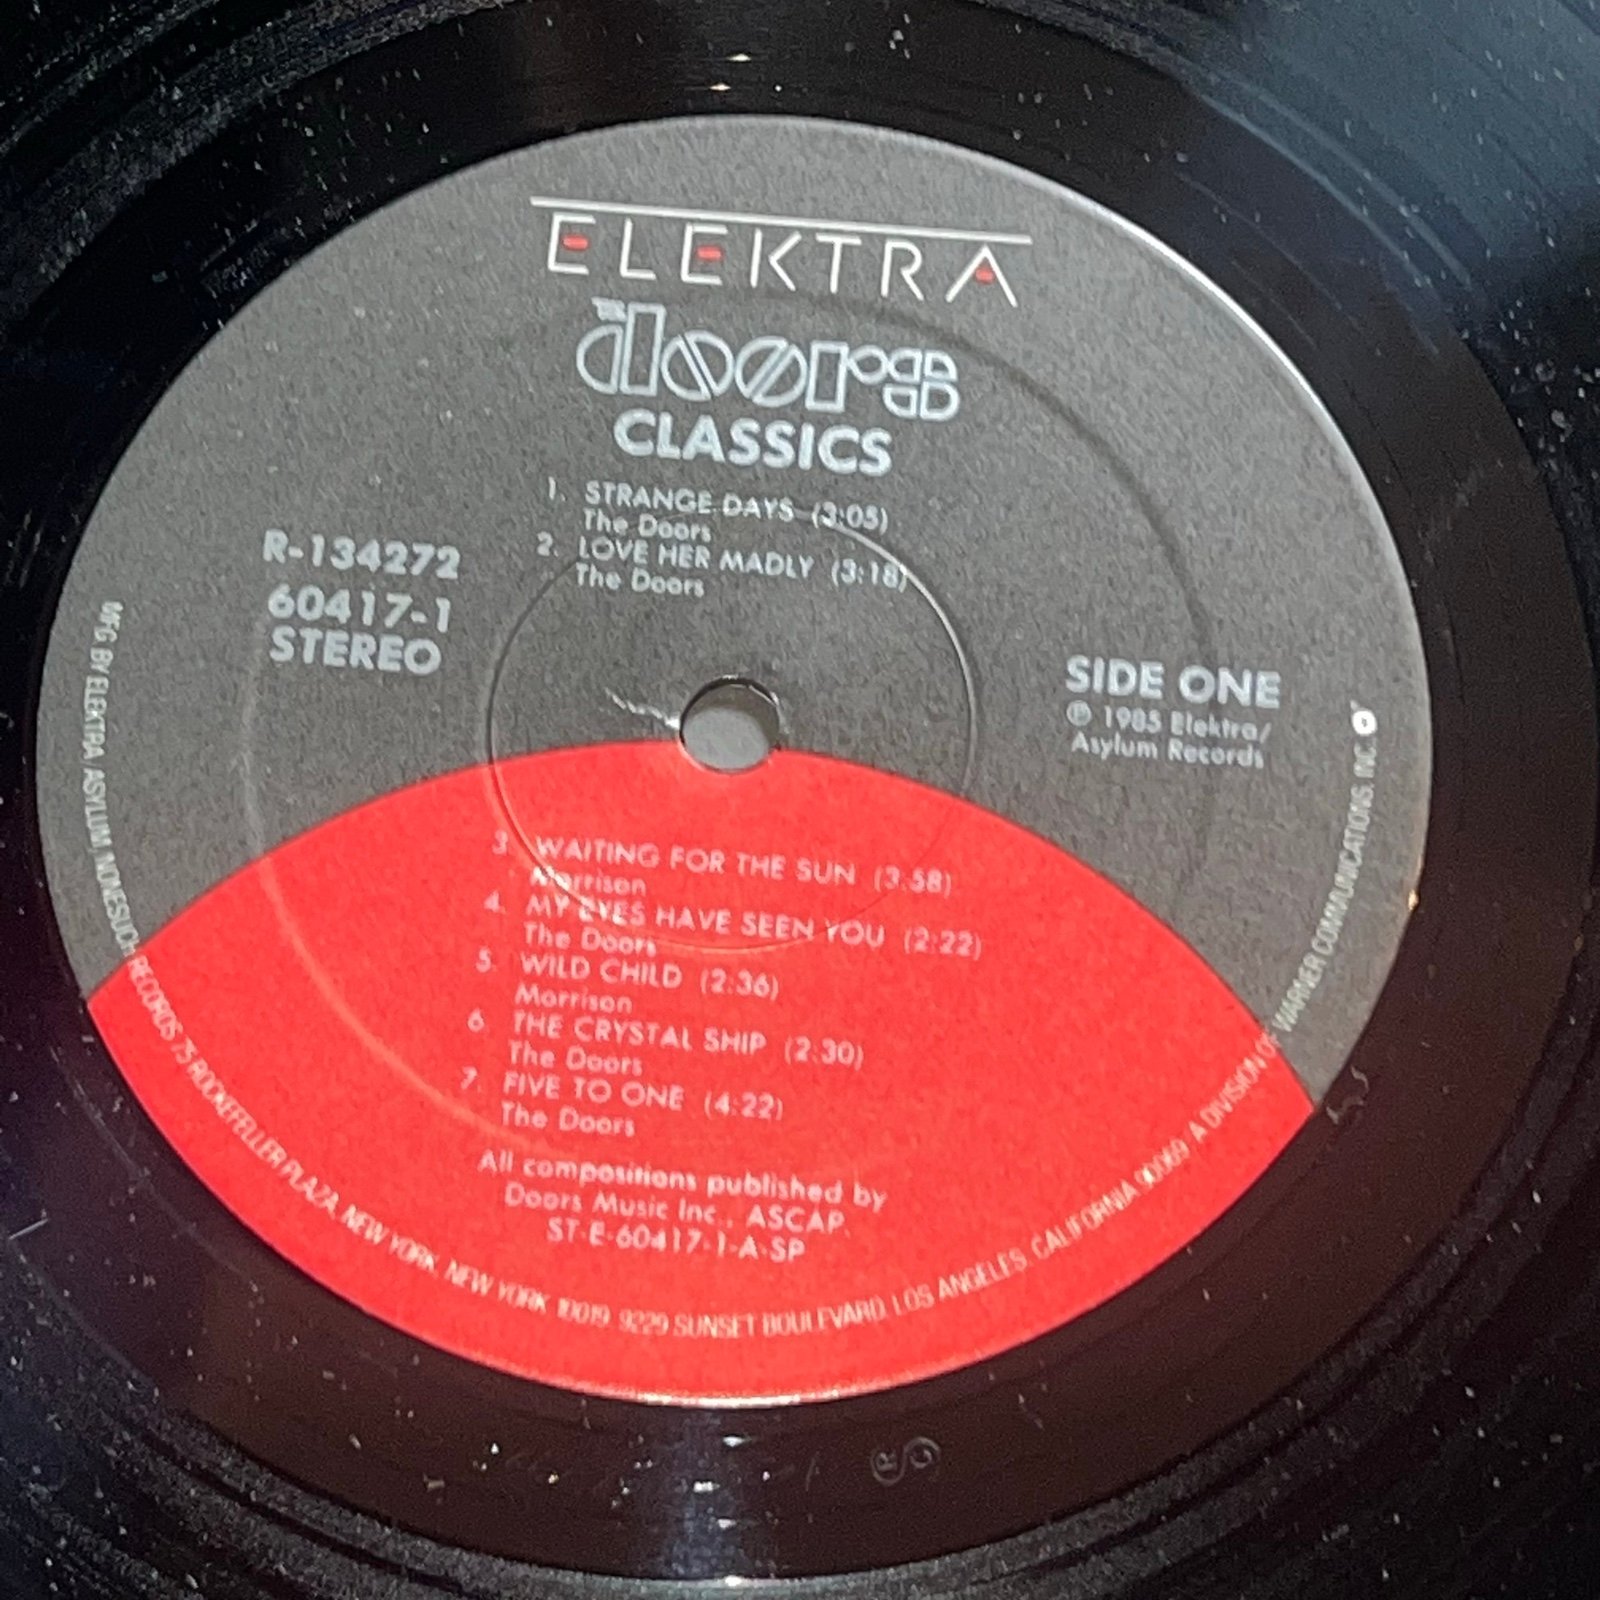 ELEKTRA
THE
doors
CLASSICS
1. STRANGE DAYS (3:05)
The Doors
2. LOVE HER MADLY (3:18)
The Doors
R-134272
60417-1
STEREO
SIDE ONE
℗ 1985 Elektra/
Asylum Records
3. WAITING FOR THE SUN (3:58)
Morrison
4. MY EYES HAVE SEEN YOU (2:22)
The Doors
5. WILD CHILD (2:36)
Morrison
6. THE CRYSTAL SHIP (2:30)
The Doors
7. FIVE TO ONE (4:22)
The Doors
All compositions published by
Doors Music Inc., ASCAP.
ST-E-60417-1-A-SP
MFG. BY ELEKTRA/ASYLUM/NONESUCH RECORDS, 75 ROCKEFELLER PLAZA, NEW YORK, NEW YORK 10019. 9229 SUNSET BOULEVARD, LOS ANGELES, CALIFORNIA 90069. A DIVISION OF WARNER COMMUNICATIONS, INC.